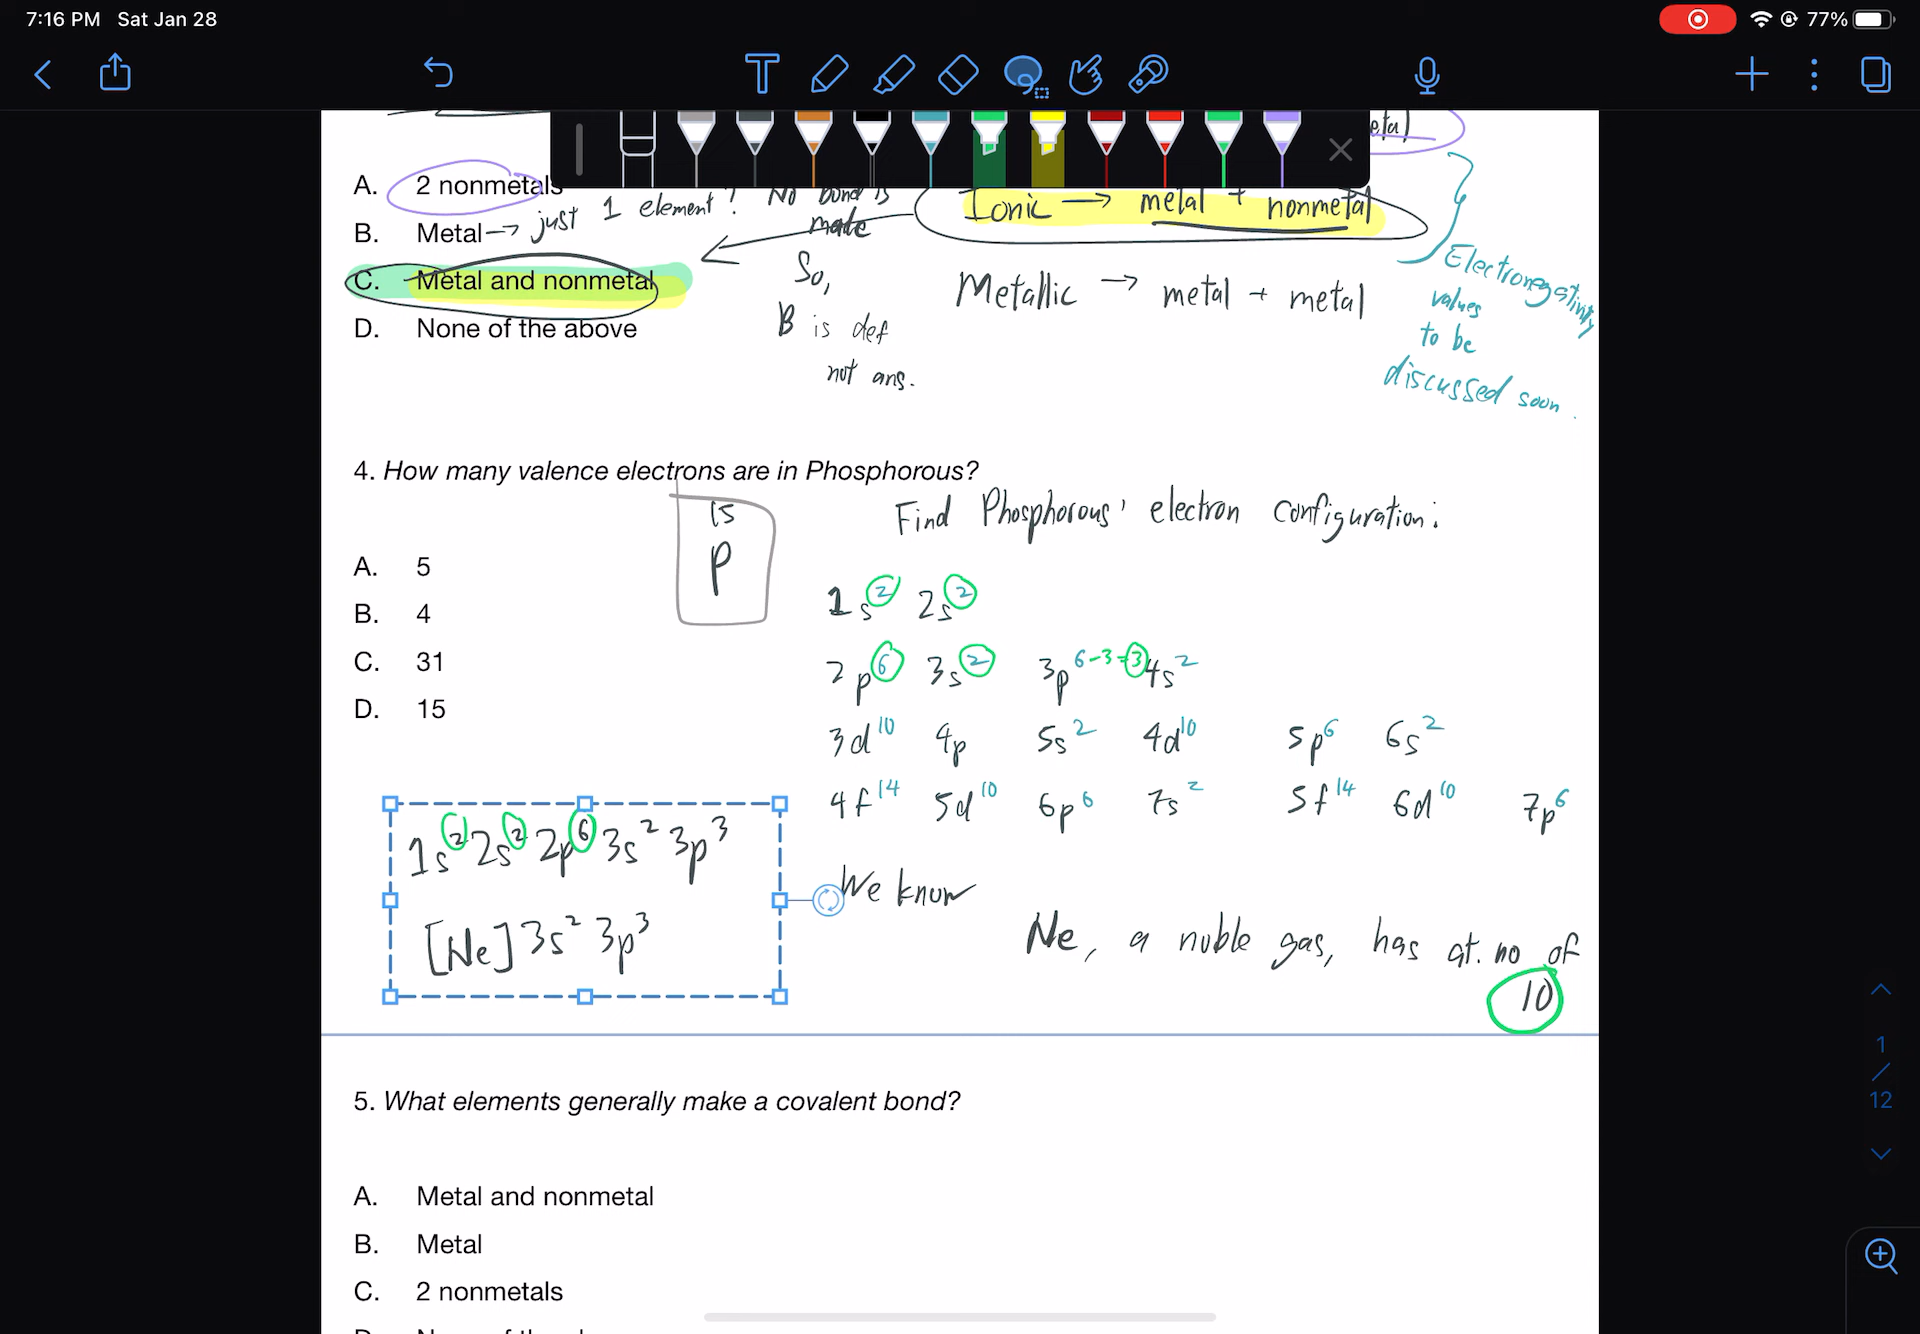 7:16 PM Sat Jan 28
77%
A. 2 nonmetals
B. Metal → just 1 element! No bond is made
C. Metal and nonmetal
D. None of the above
So,
B is def
not ans.
Ionic → metal + nonmetal
Metallic → metal + metal
Electronegativity
values
to be
discussed soon.
4. How many valence electrons are in Phosphorous?
15
P
A. 5
B. 4
C. 31
D. 15
Find Phosphorous' electron configuration:
1s² 2s²
2p⁶ 3s² 3p⁶⁻³⁼³ 4s²
3d¹⁰ 4p 5s² 4d¹⁰ 5p⁶ 6s²
4f¹⁴ 5d¹⁰ 6p⁶ 7s² 5f¹⁴ 6d¹⁰ 7p⁶
1s² 2s² 2p⁶ 3s² 3p³
[Ne] 3s² 3p³
We know
Ne, a noble gas, has at. no of
10
5. What elements generally make a covalent bond?
A. Metal and nonmetal
B. Metal
C. 2 nonmetals
1
/
12